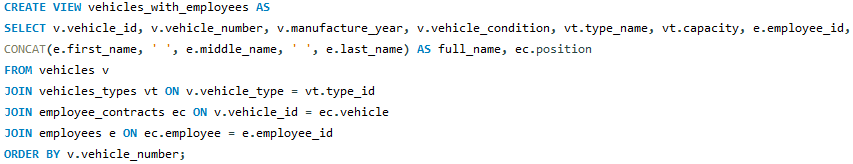 CREATE VIEW vehicles_with_employees AS
SELECT v.vehicle_id, v.vehicle_number, v.manufacture_year, v.vehicle_condition, vt.type_name, vt.capacity, e.employee_id,
CONCAT(e.first_name, ' ', e.middle_name, ' ', e.last_name) AS full_name, ec.position
FROM vehicles v
JOIN vehicles_types vt ON v.vehicle_type = vt.type_id
JOIN employee_contracts ec ON v.vehicle_id = ec.vehicle
JOIN employees e ON ec.employee = e.employee_id
ORDER BY v.vehicle_number;